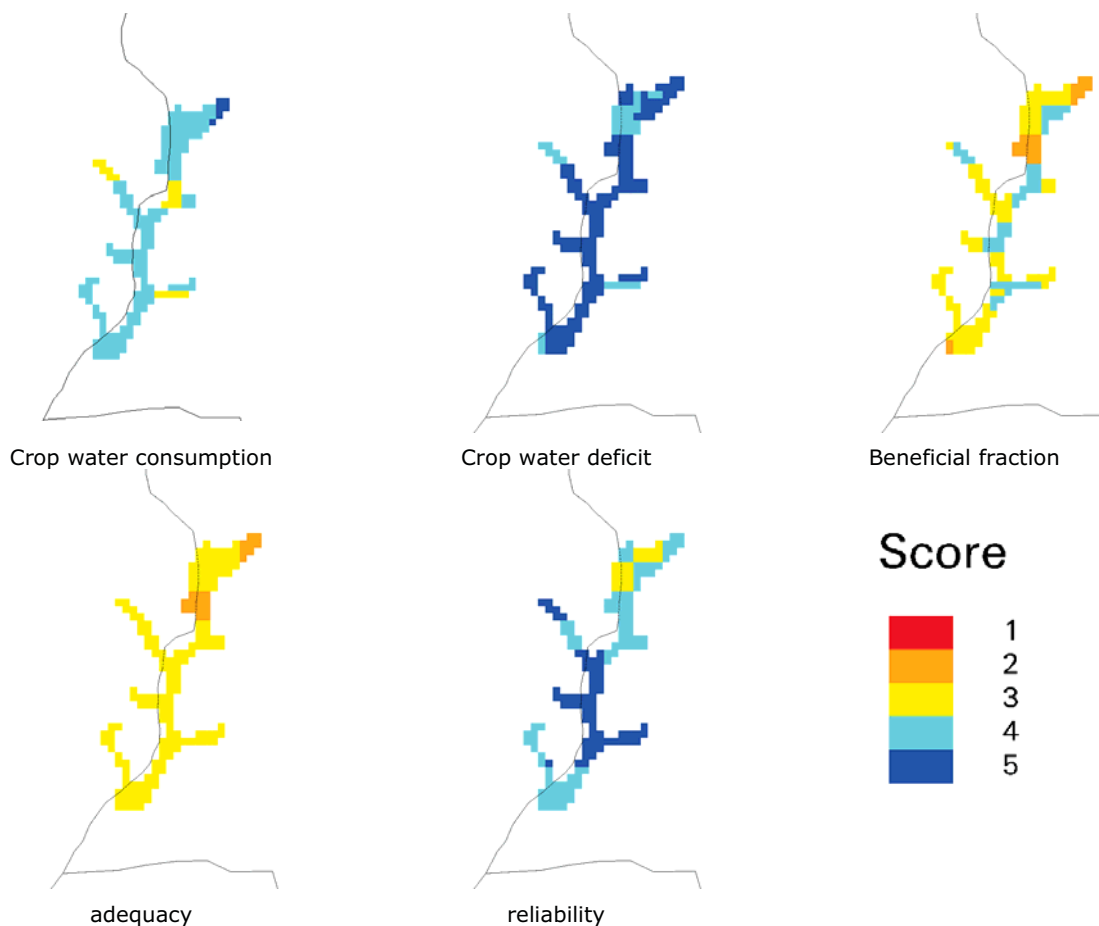 Crop water consumption
Crop water deficit
Beneficial fraction
adequacy
reliability
Score
1
2
3
4
5